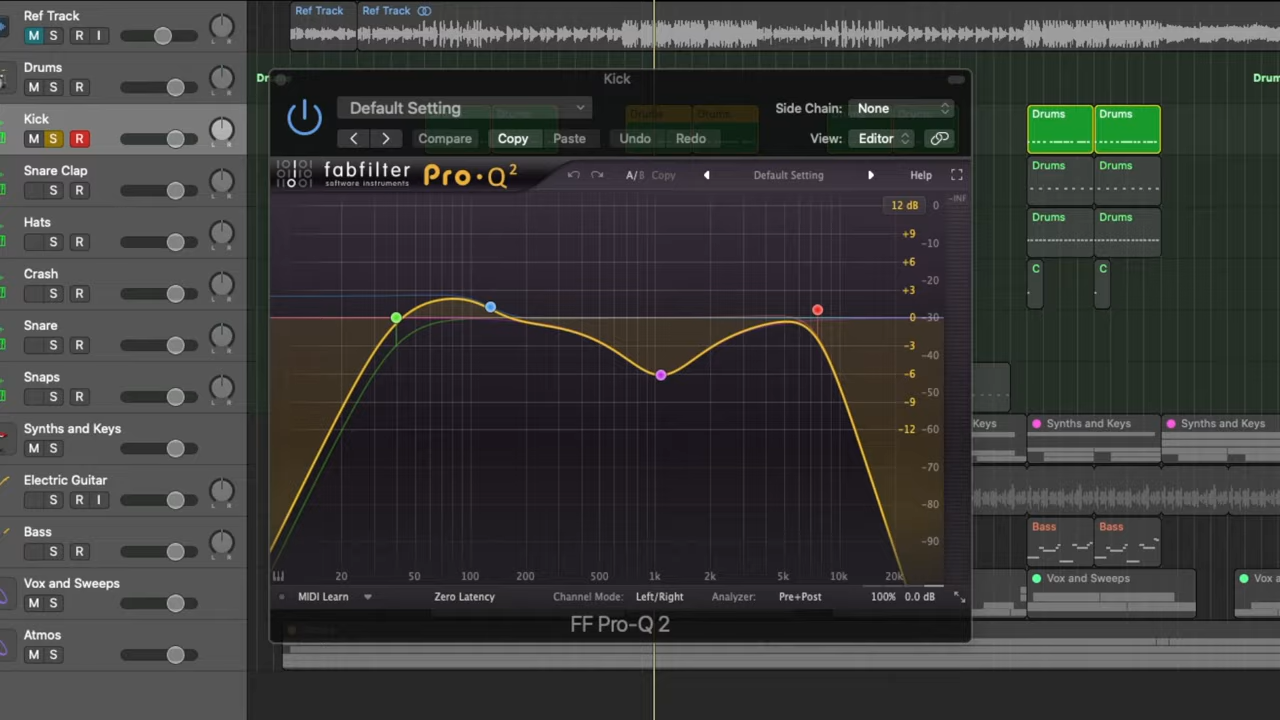 Ref Track
M S R I
Ref Track
Ref Track
Drums
M S R
Dr
Drum
Kick
M S R
Snare Clap
S R
Hats
S R
Crash
S R
Snare
S R
Snaps
S R
Synths and Keys
M S
Electric Guitar
S R I
Bass
S R
Vox and Sweeps
M S
Atmos
M S
Kick
Default Setting
Side Chain: None
Compare Copy Paste Undo Redo
View: Editor
fabfilter
software instruments
Pro·Q²
A/B Copy
Default Setting
Help
12 dB 0 -INF
+9 -10
+6 -20
+3
0 -30
-3 -40
-6 -50
-9
-12 -60
-70
-80
-90
20 50 100 200 500 1k 2k 5k 10k 20k
MIDI Learn Zero Latency Channel Mode: Left/Right Analyzer: Pre+Post 100% 0.0 dB
FF Pro-Q 2
Drums Drums
Drums Drums
Drums Drums
C C
Keys Synths and Keys Synths and Keys
Bass Bass
Vox and Sweeps Vox a